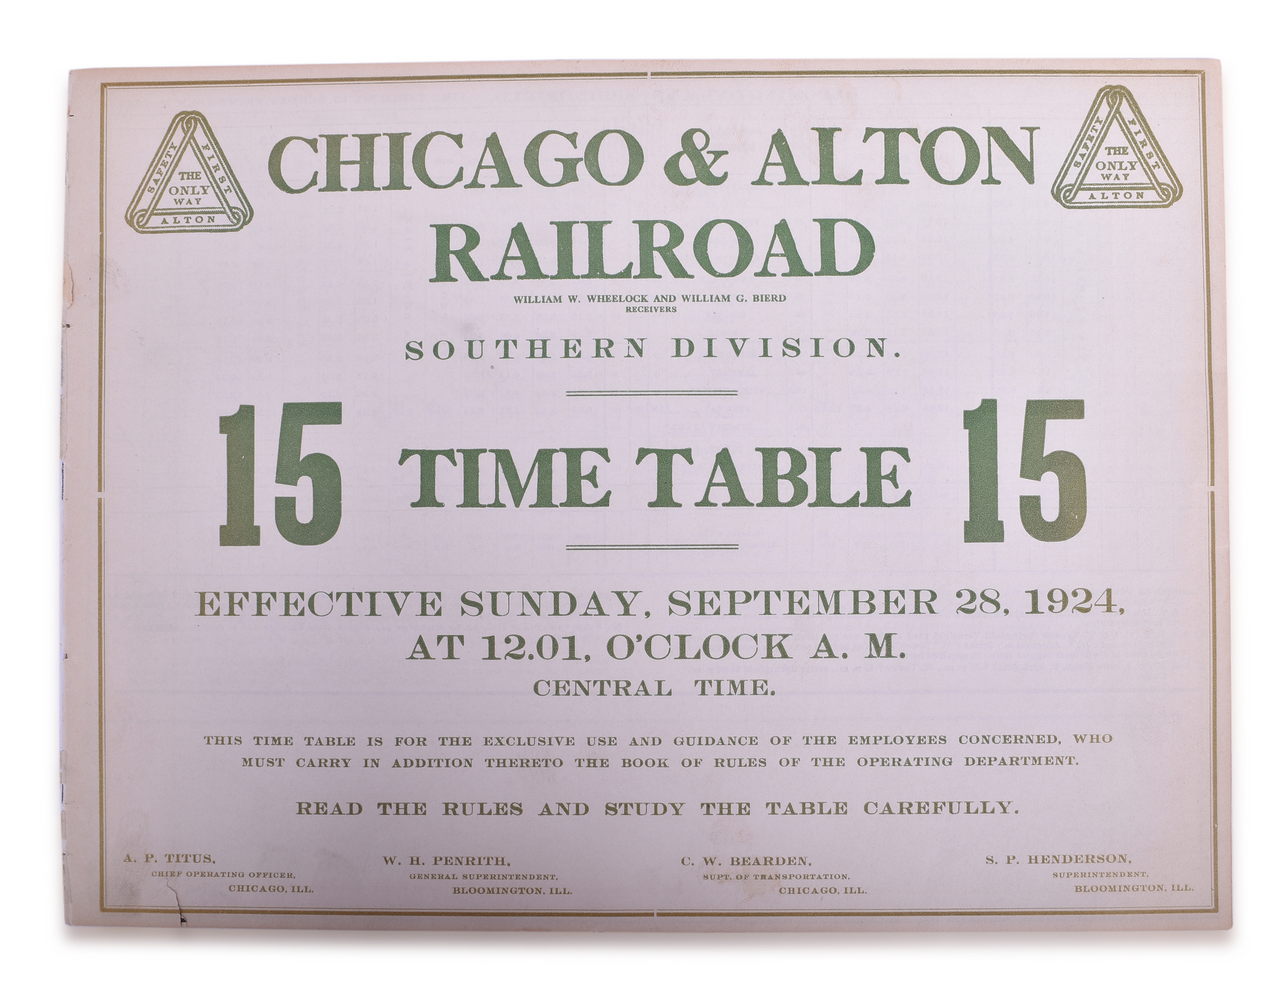 SAFETY FIRST
THE
ONLY
WAY
ALTON
SAFETY FIRST
THE
ONLY
WAY
ALTON
CHICAGO & ALTON
RAILROAD
WILLIAM W. WHEELOCK AND WILLIAM G. BIERD
RECEIVERS
SOUTHERN DIVISION.
15 TIME TABLE 15
EFFECTIVE SUNDAY, SEPTEMBER 28, 1924,
AT 12.01, O'CLOCK A. M.
CENTRAL TIME.
THIS TIME TABLE IS FOR THE EXCLUSIVE USE AND GUIDANCE OF THE EMPLOYEES CONCERNED, WHO
MUST CARRY IN ADDITION THERETO THE BOOK OF RULES OF THE OPERATING DEPARTMENT.
READ THE RULES AND STUDY THE TABLE CAREFULLY.
A. P. TITUS,
CHIEF OPERATING OFFICER,
CHICAGO, ILL.
W. H. PENRITH,
GENERAL SUPERINTENDENT,
BLOOMINGTON, ILL.
C. W. BEARDEN,
SUPT. OF TRANSPORTATION,
CHICAGO, ILL.
S. P. HENDERSON,
SUPERINTENDENT,
BLOOMINGTON, ILL.